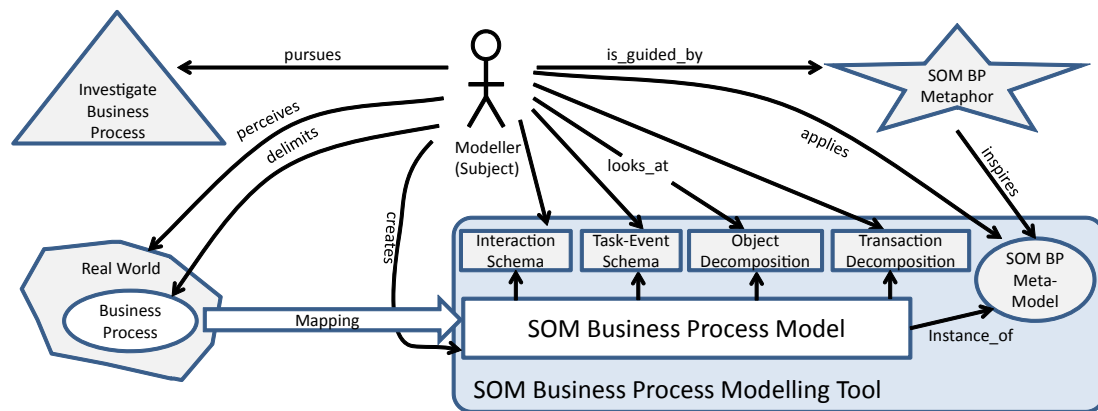 pursues
is_guided_by
Investigate
Business
Process
SOM BP
Metaphor
perceives
delimits
Modeller
(Subject)
looks_at
applies
inspires
creates
Real World
Business
Process
Mapping
Interaction
Schema
Task-Event
Schema
Object
Decomposition
Transaction
Decomposition
SOM BP
Meta-
Model
SOM Business Process Model
Instance_of
SOM Business Process Modelling Tool